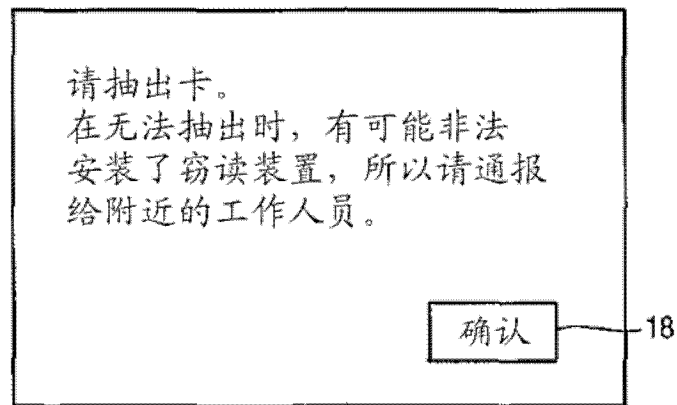 请抽出卡。
在无法抽出时，有可能非法
安装了窃读装置，所以请通报
给附近的工作人员。
确认
18